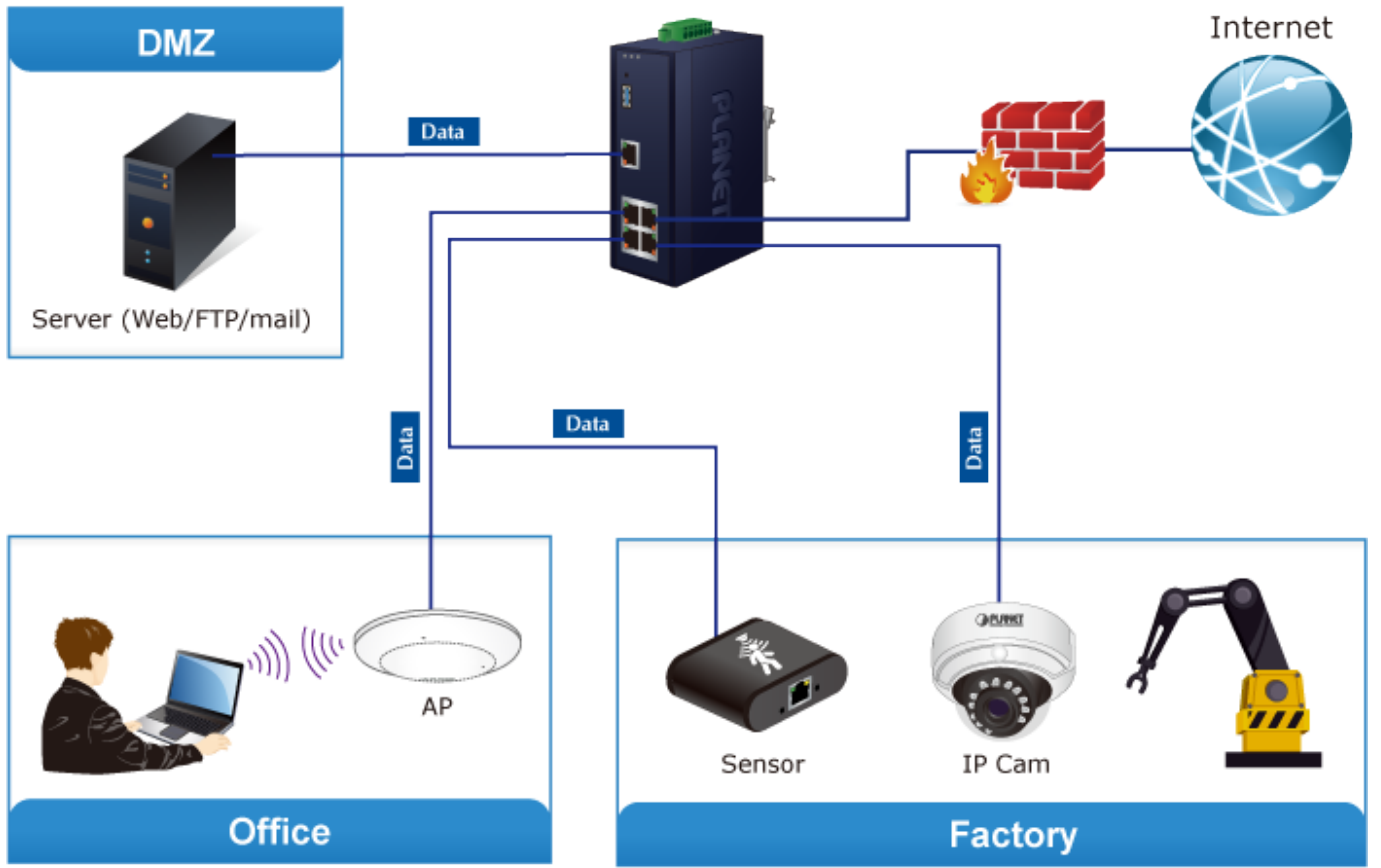 DMZ
Internet
PLANET
Data
Server (Web/FTP/mail)
Data
Data
Data
PLANET
AP
Sensor
IP Cam
Office
Factory